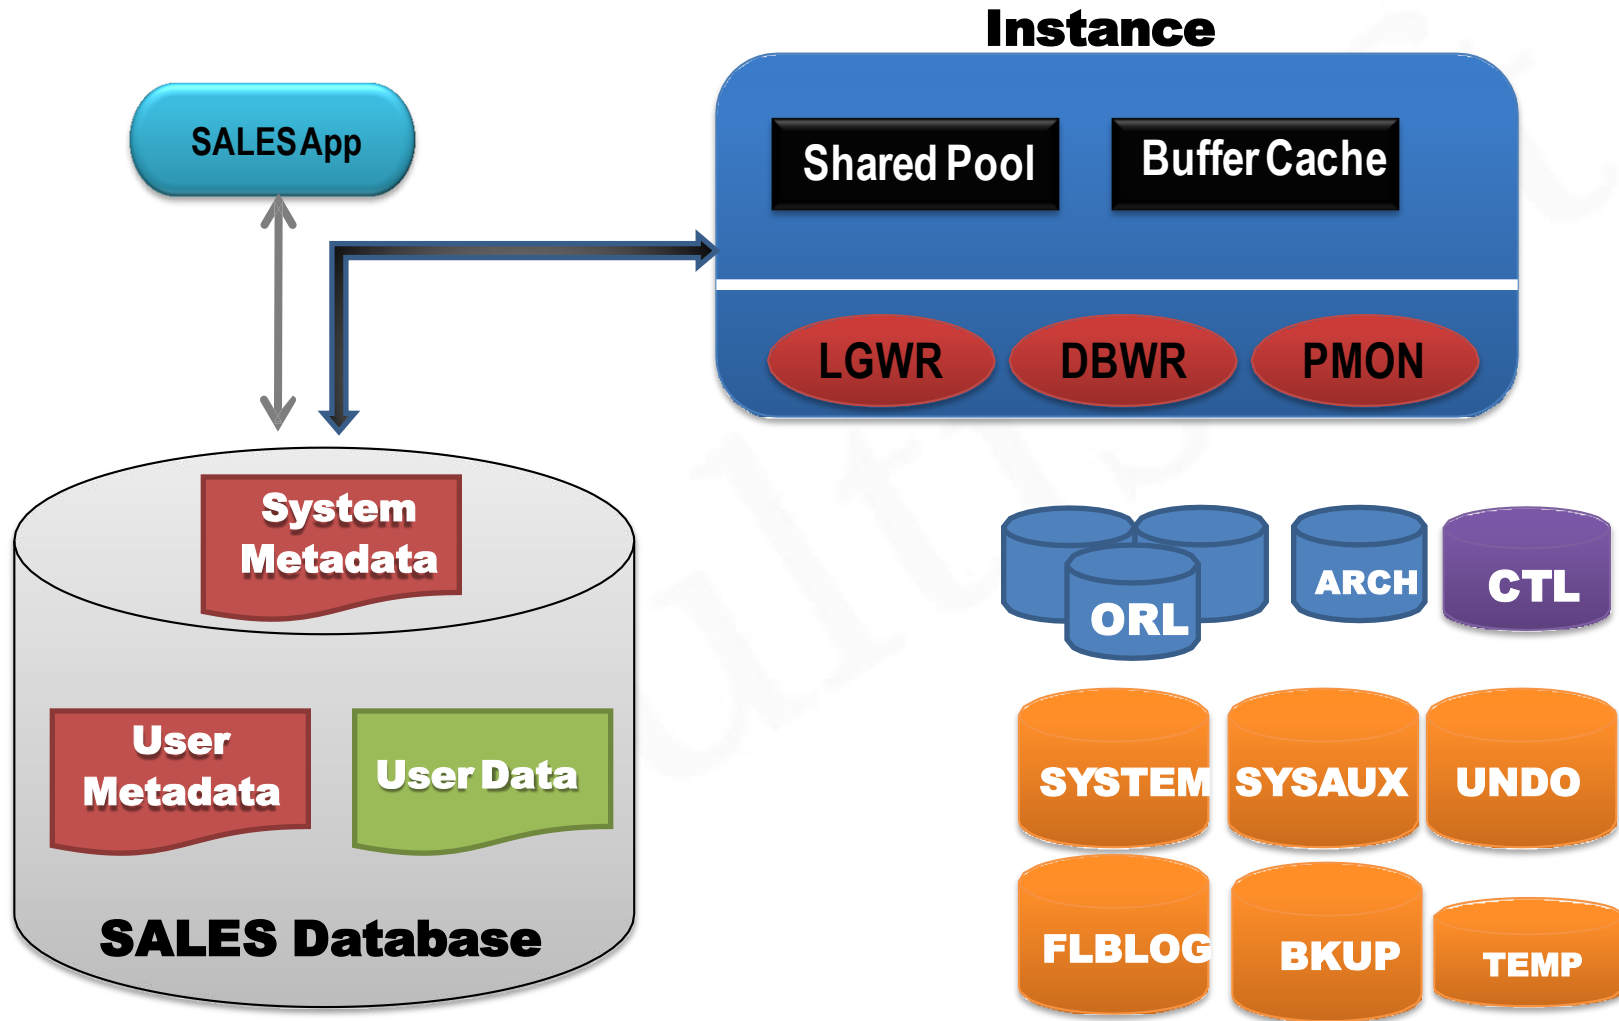 Instance
SALES App
Shared Pool
Buffer Cache
LGWR
DBWR
PMON
System
Metadata
User
Metadata
User Data
SALES Database
ORL
ARCH
CTL
SYSTEM
SYSAUX
UNDO
FLBLOG
BKUP
TEMP